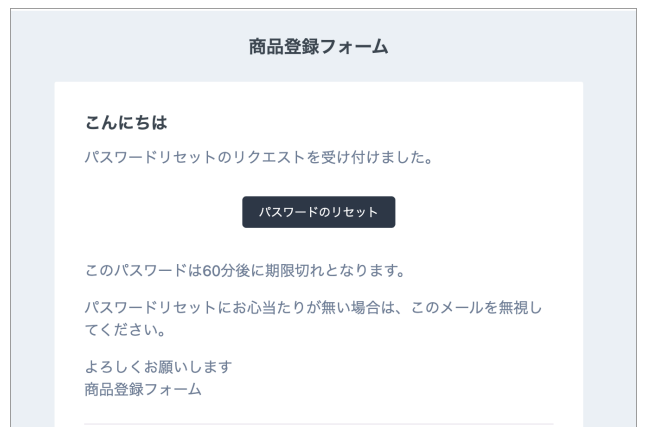 商品登録フォーム
こんにちは
パスワードリセットのリクエストを受け付けました。
パスワードのリセット
このパスワードは60分後に期限切れとなります。
パスワードリセットにお心当たりが無い場合は、このメールを無視し
てください。
よろしくお願いします
商品登録フォーム